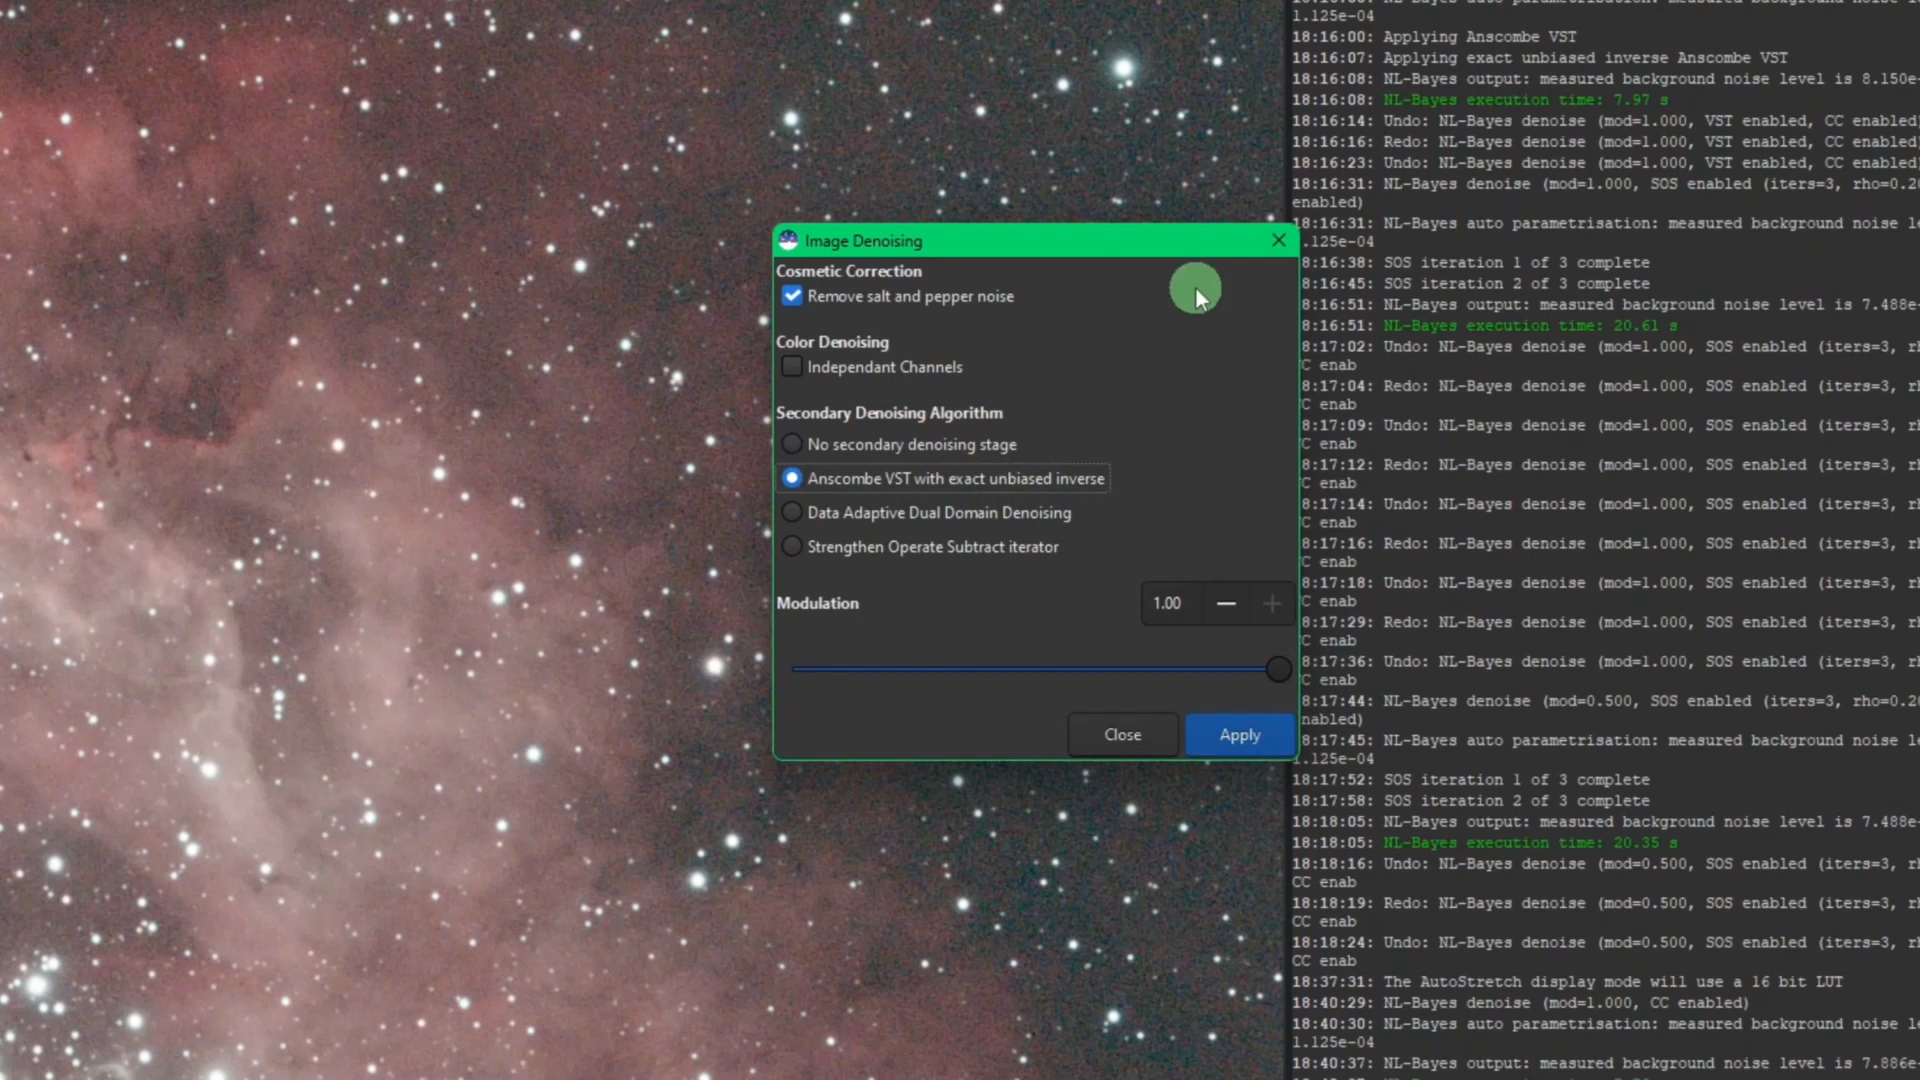 Image Denoising
Cosmetic Correction
Remove salt and pepper noise
Color Denoising
Independant Channels
Secondary Denoising Algorithm
No secondary denoising stage
Anscombe VST with exact unbiased inverse
Data Adaptive Dual Domain Denoising
Strengthen Operate Subtract iterator
Modulation
1.00
Close
Apply
1.125e-04
18:16:00: Applying Anscombe VST
18:16:07: Applying exact unbiased inverse Anscombe VST
18:16:08: NL-Bayes output: measured background noise level is 8.150e-
18:16:08: NL-Bayes execution time: 7.97 s
18:16:14: Undo: NL-Bayes denoise (mod=1.000, VST enabled, CC enabled)
18:16:16: Redo: NL-Bayes denoise (mod=1.000, VST enabled, CC enabled)
18:16:23: Undo: NL-Bayes denoise (mod=1.000, VST enabled, CC enabled)
18:16:31: NL-Bayes denoise (mod=1.000, SOS enabled (iters=3, rho=0.20
enabled)
18:16:31: NL-Bayes auto parametrisation: measured background noise le
.125e-04
8:16:38: SOS iteration 1 of 3 complete
8:16:45: SOS iteration 2 of 3 complete
8:16:51: NL-Bayes output: measured background noise level is 7.488e-
8:16:51: NL-Bayes execution time: 20.61 s
8:17:02: Undo: NL-Bayes denoise (mod=1.000, SOS enabled (iters=3, rh
C enab
8:17:04: Redo: NL-Bayes denoise (mod=1.000, SOS enabled (iters=3, rh
C enab
8:17:09: Undo: NL-Bayes denoise (mod=1.000, SOS enabled (iters=3, rh
C enab
8:17:12: Redo: NL-Bayes denoise (mod=1.000, SOS enabled (iters=3, rh
C enab
8:17:14: Undo: NL-Bayes denoise (mod=1.000, SOS enabled (iters=3, rh
C enab
8:17:16: Redo: NL-Bayes denoise (mod=1.000, SOS enabled (iters=3, rh
C enab
8:17:18: Undo: NL-Bayes denoise (mod=1.000, SOS enabled (iters=3, rh
C enab
8:17:29: Redo: NL-Bayes denoise (mod=1.000, SOS enabled (iters=3, rh
C enab
8:17:36: Undo: NL-Bayes denoise (mod=1.000, SOS enabled (iters=3, rh
C enab
8:17:44: NL-Bayes denoise (mod=0.500, SOS enabled (iters=3, rho=0.20
nabled)
8:17:45: NL-Bayes auto parametrisation: measured background noise le
1.125e-04
18:17:52: SOS iteration 1 of 3 complete
18:17:58: SOS iteration 2 of 3 complete
18:18:05: NL-Bayes output: measured background noise level is 7.488e-
18:18:05: NL-Bayes execution time: 20.35 s
18:18:16: Undo: NL-Bayes denoise (mod=0.500, SOS enabled (iters=3, rh
CC enab
18:18:19: Redo: NL-Bayes denoise (mod=0.500, SOS enabled (iters=3, rh
CC enab
18:18:24: Undo: NL-Bayes denoise (mod=0.500, SOS enabled (iters=3, rh
CC enab
18:37:31: The AutoStretch display mode will use a 16 bit LUT
18:40:29: NL-Bayes denoise (mod=1.000, CC enabled)
18:40:30: NL-Bayes auto parametrisation: measured background noise le
1.125e-04
18:40:37: NL-Bayes output: measured background noise level is 7.886e-